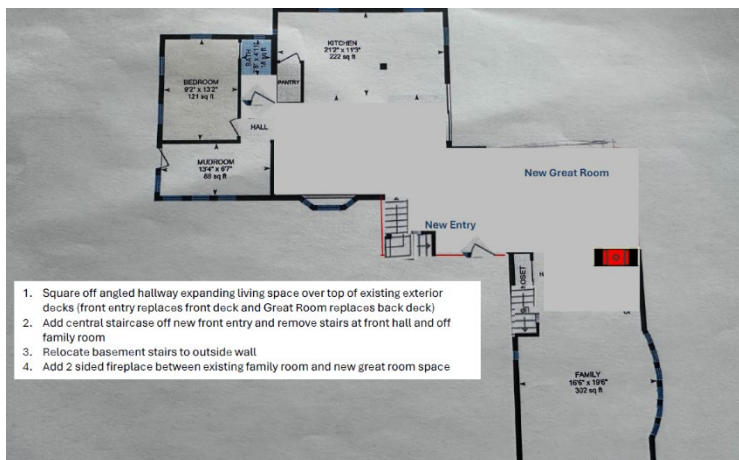 KITCHEN
21'2" x 11'3"
222 sq ft
BATH
BEDROOM
9'2" x 13'2"
121 sq ft
PANTRY
HALL
MUDROOM
13'4" x 6'7"
88 sq ft
New Great Room
New Entry
1. Square off angled hallway expanding living space over top of existing exterior
decks (front entry replaces front deck and Great Room replaces back deck)
2. Add central staircase off new front entry and remove stairs at front hall and off
family room
3. Relocate basement stairs to outside wall
4. Add 2 sided fireplace between existing family room and new great room space
FAMILY
16'6" x 19'6"
302 sq ft